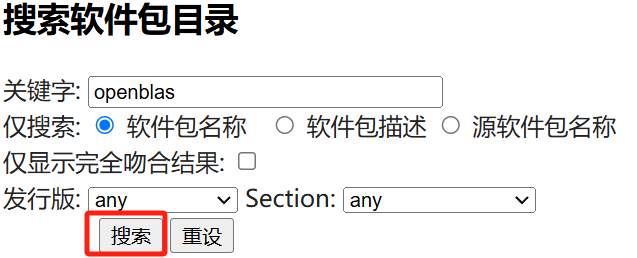 搜索软件包目录
关键字: openblas
仅搜索: 软件包名称 软件包描述 源软件包名称
仅显示完全吻合结果:
发行版: any Section: any
搜索 重设